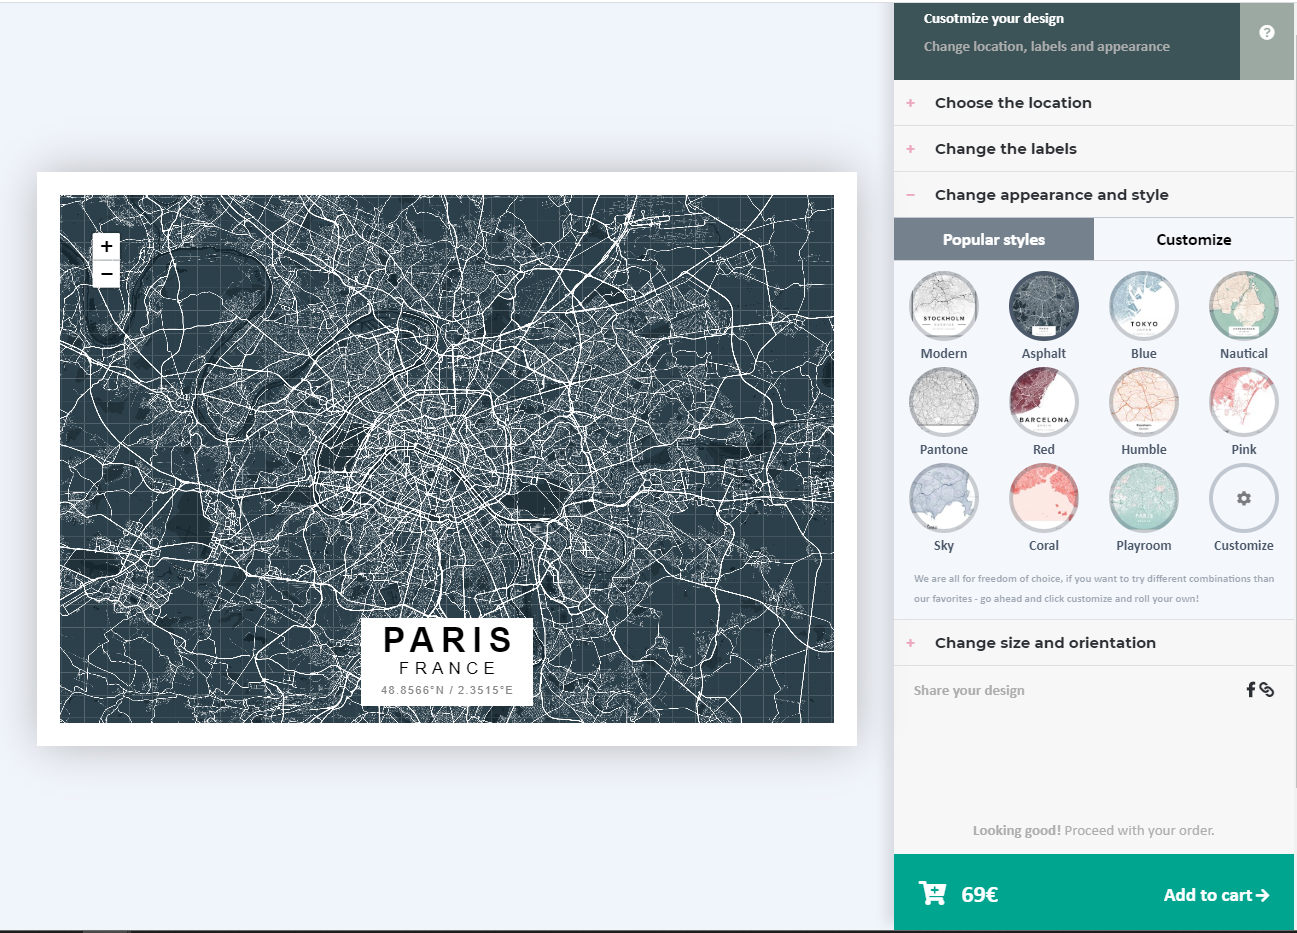 Cusotmize your design
Change location, labels and appearance
?
+ Choose the location
+ Change the labels
− Change appearance and style
Popular styles Customize
STOCKHOLM
TOKYO
Modern Asphalt Blue Nautical
BARCELONA
Pantone Red Humble Pink
PARIS
Sky Coral Playroom Customize
We are all for freedom of choice, if you want to try different combinations than
our favorites - go ahead and click customize and roll your own!
+ Change size and orientation
Share your design
Looking good! Proceed with your order.
69€ Add to cart
+
−
PARIS
FRANCE
48.8566°N / 2.3515°E